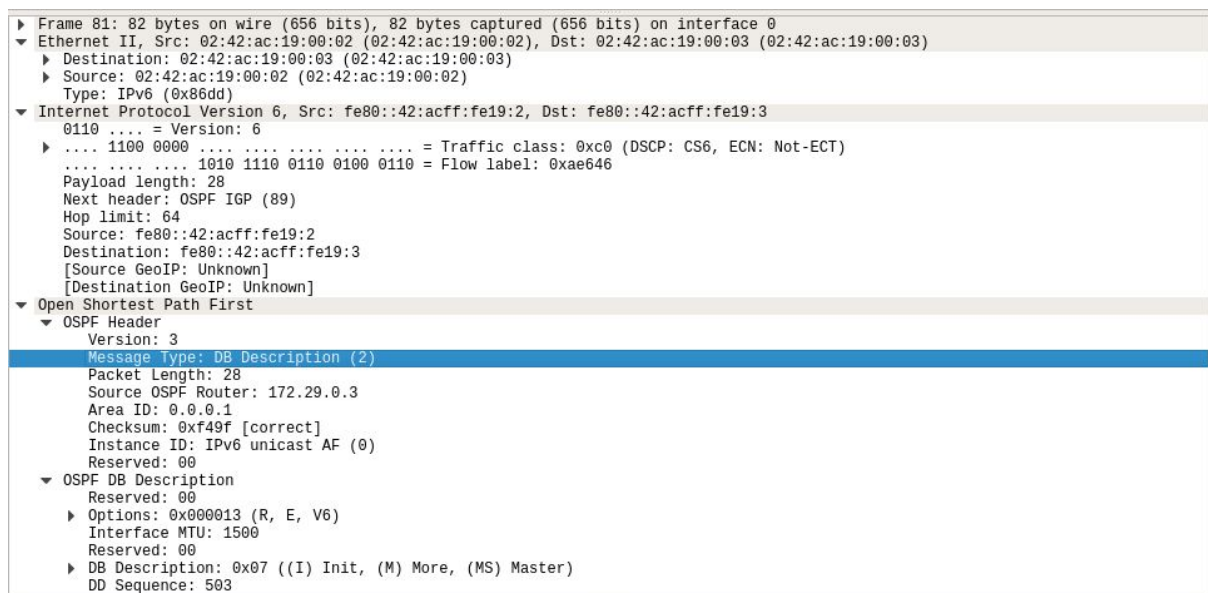 Frame 81: 82 bytes on wire (656 bits), 82 bytes captured (656 bits) on interface 0
Ethernet II, Src: 02:42:ac:19:00:02 (02:42:ac:19:00:02), Dst: 02:42:ac:19:00:03 (02:42:ac:19:00:03)
Destination: 02:42:ac:19:00:03 (02:42:ac:19:00:03)
Source: 02:42:ac:19:00:02 (02:42:ac:19:00:02)
Type: IPv6 (0x86dd)
Internet Protocol Version 6, Src: fe80::42:acff:fe19:2, Dst: fe80::42:acff:fe19:3
0110 .... = Version: 6
.... 1100 0000 .... .... .... .... .... = Traffic class: 0xc0 (DSCP: CS6, ECN: Not-ECT)
.... .... .... 1010 1110 0110 0100 0110 = Flow label: 0xae646
Payload length: 28
Next header: OSPF IGP (89)
Hop limit: 64
Source: fe80::42:acff:fe19:2
Destination: fe80::42:acff:fe19:3
[Source GeoIP: Unknown]
[Destination GeoIP: Unknown]
Open Shortest Path First
OSPF Header
Version: 3
Message Type: DB Description (2)
Packet Length: 28
Source OSPF Router: 172.29.0.3
Area ID: 0.0.0.1
Checksum: 0xf49f [correct]
Instance ID: IPv6 unicast AF (0)
Reserved: 00
OSPF DB Description
Reserved: 00
Options: 0x000013 (R, E, V6)
Interface MTU: 1500
Reserved: 00
DB Description: 0x07 ((I) Init, (M) More, (MS) Master)
DD Sequence: 503